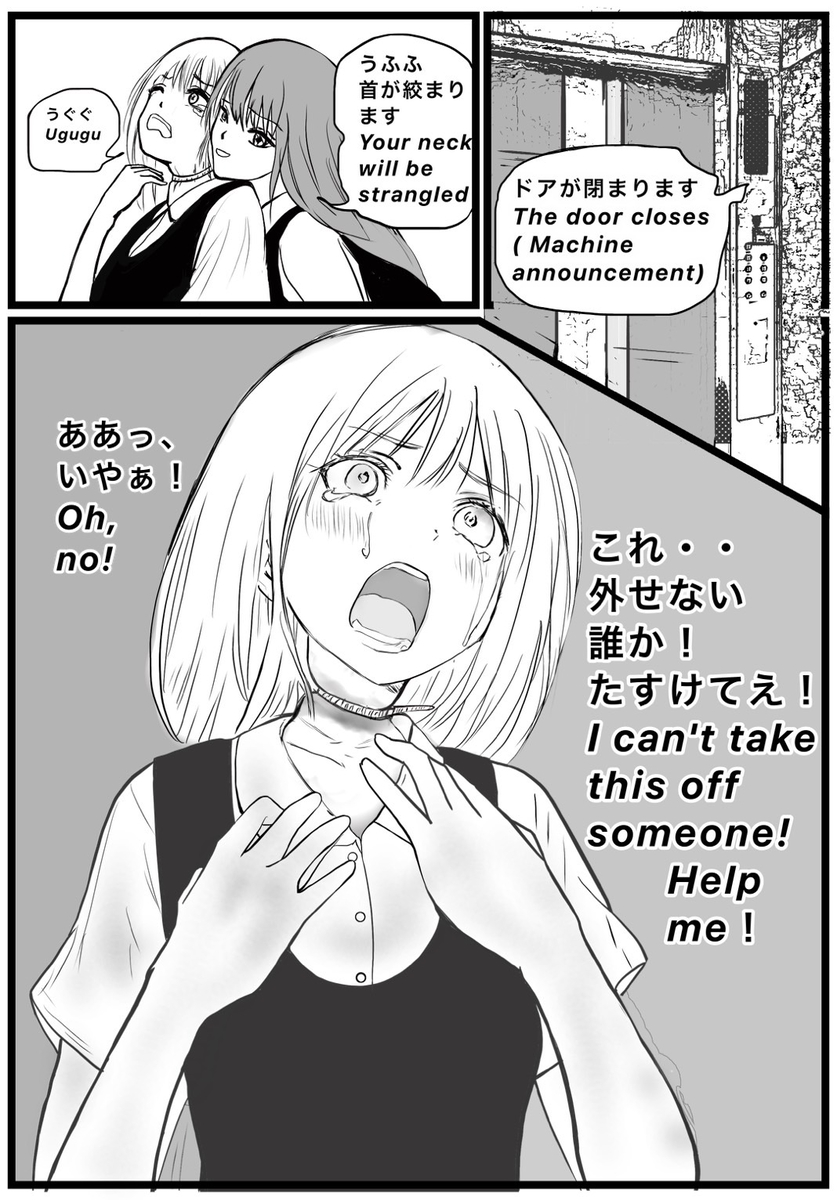 うぐぐ
Ugugu
うふふ
首が絞まり
ます
Your neck
will be
strangled
ドアが閉まります
The door closes
( Machine
announcement)
ああっ、
いやぁ！
Oh,
no!
これ・・
外せない
誰か！
たすけてえ！
I can't take
this off
someone!
Help
me！